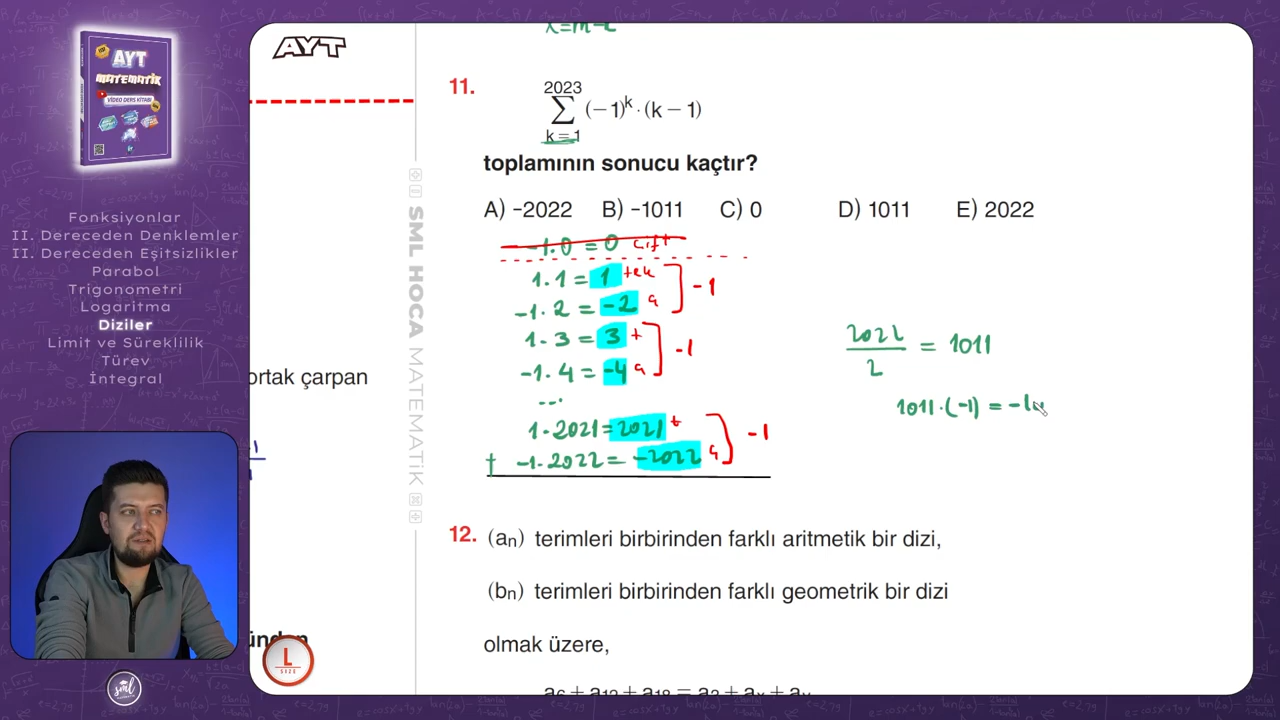 AYT
MATEMATİK
VİDEO DERS KİTABI
Fonksiyonlar
II. Dereceden Denklemler
II. Dereceden Eşitsizlikler
Parabol
Trigonometri
Logaritma
Diziler
Limit ve Süreklilik
Türev
İntegral
sml
AYT
ortak çarpan
ünden
L
SIZE
SML HOCA MATEMATİK
11.
2023
∑ (−1)^k · (k − 1)
k = 1
toplamının sonucu kaçtır?
A) −2022 B) −1011 C) 0 D) 1011 E) 2022
-1.0 = 0 çift
1.1 = 1 tek
-1.2 = -2 ç
-1
1.3 = 3 t
-1.4 = -4 ç
-1
...
1.2021 = 2021 t
+ -1.2022 = -2022 ç
-1
2022/2 = 1011
1011.(-1) = -1
12. (an) terimleri birbirinden farklı aritmetik bir dizi,
(bn) terimleri birbirinden farklı geometrik bir dizi
olmak üzere,